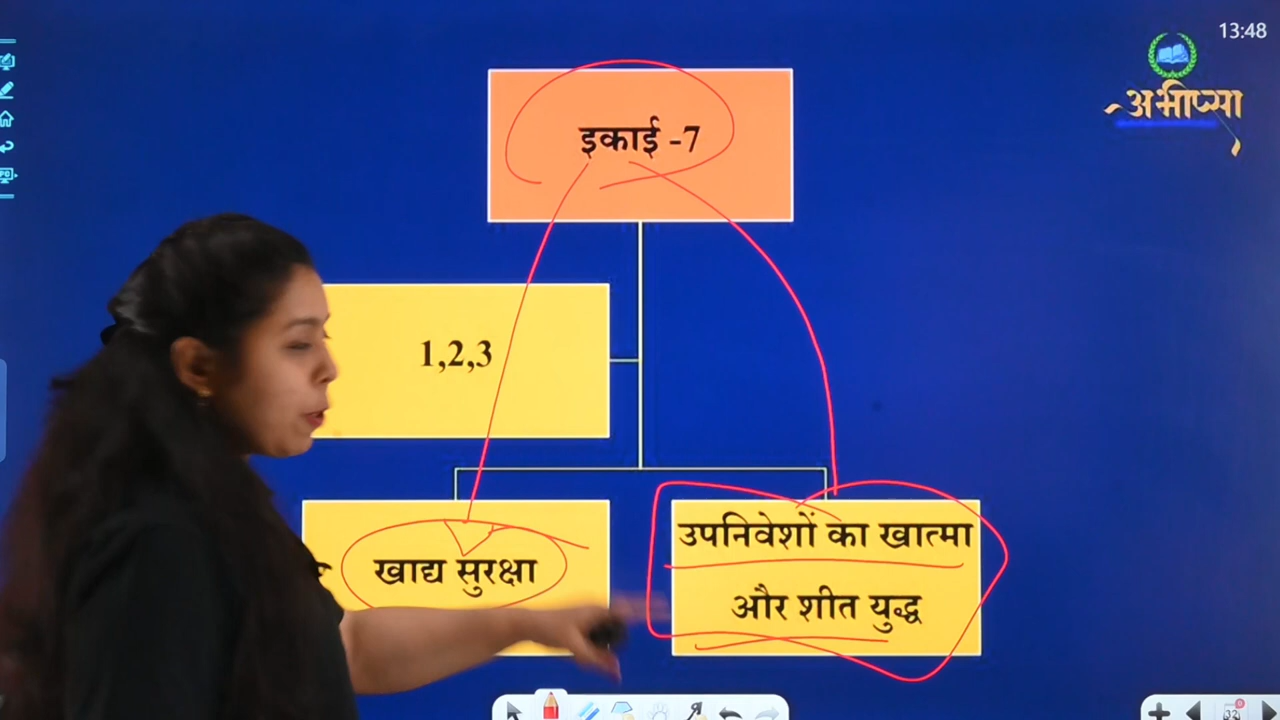 13:48
अभीप्सा
इकाई -7
1,2,3
खाद्य सुरक्षा
उपनिवेशों का खात्मा
और शीत युद्ध